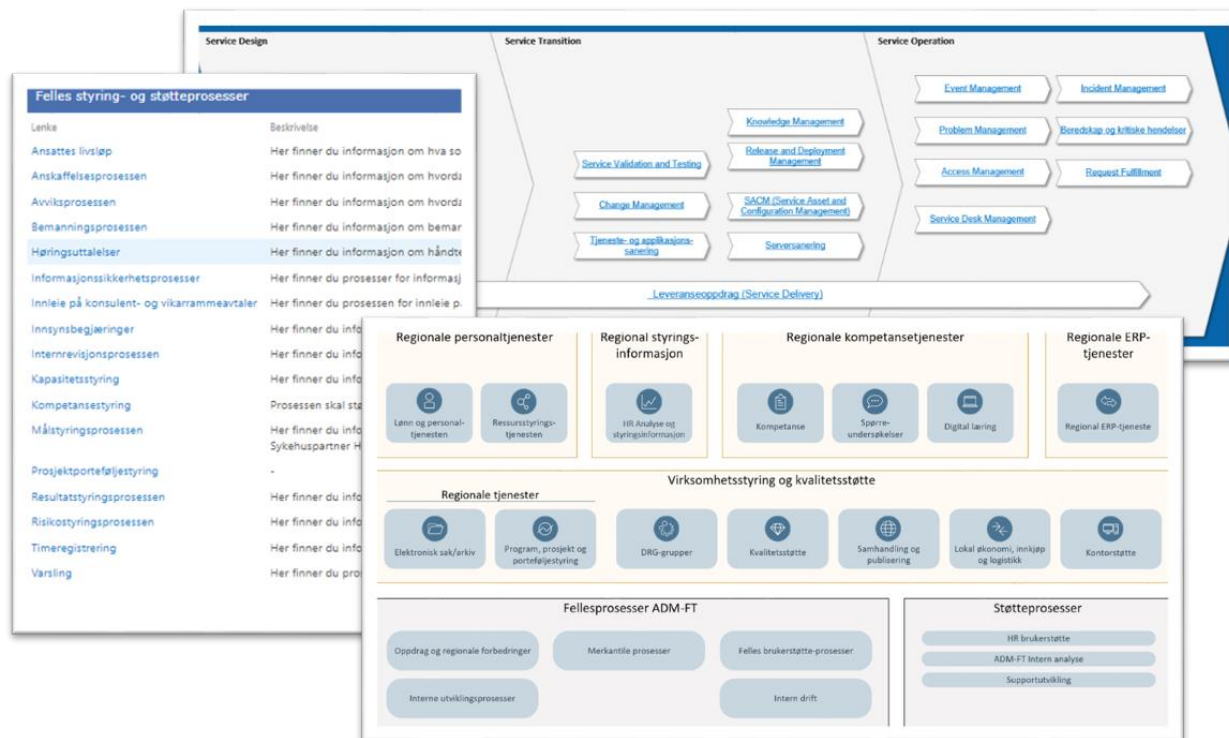 Service Design
Service Transition
Service Operation
Event Management
Incident Management
Knowledge Management
Problem Management
Beredskap og kritiske hendelser
Release and Deployment
Management
Service Validation and Testing
Access Management
Request Fulfillment
Change Management
SACM (Service Asset and
Configuration Management)
Service Desk Management
Tjeneste- og applikasjons-
sanering
Serversanering
Leveranseoppdrag (Service Delivery)
Felles styring- og støtteprosesser
Lenke
Beskrivelse
Ansattes livsløp
Her finner du informasjon om hva so
Anskaffelsesprosessen
Her finner du informasjon om hvorda
Avviksprosessen
Her finner du informasjon om hvorda
Bemanningsprosessen
Her finner du informasjon om bemar
Høringsuttalelser
Her finner du informasjon om håndte
Informasjonssikkerhetsprosesser
Her finner du prosesser for informasj
Innleie på konsulent- og vikarrammeavtaler
Her finner du prosessen for innleie p
Innsynsbegjæringer
Her finner du info
Internrevisjonsprosessen
Her finner du info
Kapasitetsstyring
Her finner du info
Kompetansestyring
Prosessen skal stø
Målstyringsprosessen
Her finner du info
Sykehuspartner H
Prosjektporteføljestyring
-
Resultatstyringsprosessen
Her finner du info
Risikostyringsprosessen
Her finner du info
Timeregistrering
Her finner du info
Varsling
Her finner du pro
Regionale personaltjenester
Regional styrings-
informasjon
Regionale kompetansetjenester
Regionale ERP-
tjenester
Lønn og personal-
tjenesten
Ressursstyrings-
tjenesten
HR Analyse og
styringsinformasjon
Kompetanse
Spørre-
undersøkelser
Digital læring
Regional ERP-tjeneste
Virksomhetsstyring og kvalitetsstøtte
Regionale tjenester
Elektronisk sak/arkiv
Program, prosjekt og
porteføljestyring
DRG-grupper
Kvalitetsstøtte
Samhandling og
publisering
Lokal økonomi, innkjøp
og logistikk
Kontorstøtte
Fellesprosesser ADM-FT
Oppdrag og regionale forbedringer
Merkantile prosesser
Felles brukerstøtte-prosesser
Interne utviklingsprosesser
Intern drift
Støtteprosesser
HR brukerstøtte
ADM-FT Intern analyse
Supportutvikling